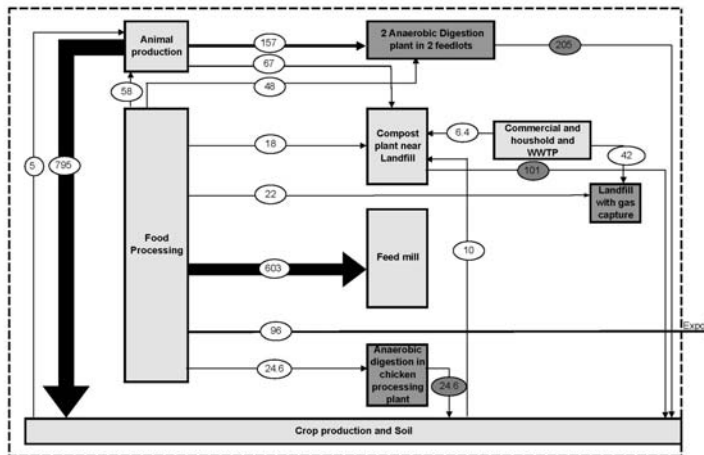 Animal
production
157
2 Anaerobic Digestion
plant in 2 feedlots
205
67
58
48
5
795
18
Compost
plant near
Landfill
6.4
Commercial and
houshold and
WWTP
42
101
22
Landfill
with gas
capture
Food
Processing
10
603
Feed mill
96
Expo
24.6
Anaerobic
digestion in
chicken
processing
plant
24.6
Crop production and Soil